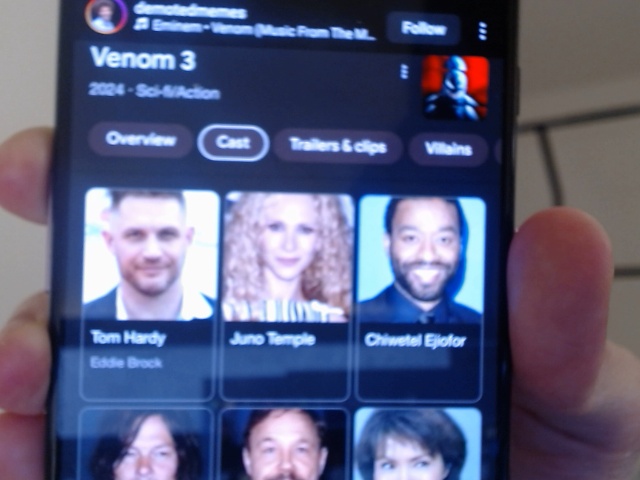 demotedmemes
Eminem • Venom (Music From The M...
Follow
Venom 3
2024 · Sci-fi/Action
Overview
Cast
Trailers & clips
Villains
Tom Hardy
Juno Temple
Chiwetel Ejiofor
Eddie Brock